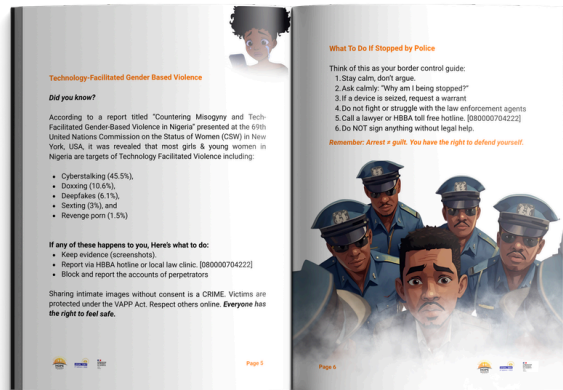 Technology-Facilitated Gender Based Violence
Did you know?
According to a report titled "Countering Misogyny and Tech-
Facilitated Gender-Based Violence in Nigeria" presented at the 69th
United Nations Commission on the Status of Women (CSW) in New
York, USA, it was revealed that most girls & young women in
Nigeria are targets of Technology Facilitated Violence including:
• Cyberstalking (45.5%),
• Doxxing (10.6%),
• Deepfakes (6.1%),
• Sexting (3%), and
• Revenge porn (1.5%)
If any of these happens to you, Here's what to do:
• Keep evidence (screenshots).
• Report via HBBA hotline or local law clinic. [080000704222]
• Block and report the accounts of perpetrators
Sharing intimate images without consent is a CRIME. Victims are
protected under the VAPP Act. Respect others online. Everyone has
the right to feel safe.
Page 5
What To Do If Stopped by Police
Think of this as your border control guide:
1. Stay calm, don't argue.
2. Ask calmly: "Why am I being stopped?"
3. If a device is seized, request a warrant
4. Do not fight or struggle with the law enforcement agents
5. Call a lawyer or HBBA toll free hotline. [080000704222]
6. Do NOT sign anything without legal help.
Remember: Arrest ≠ guilt. You have the right to defend yourself.
Page 6